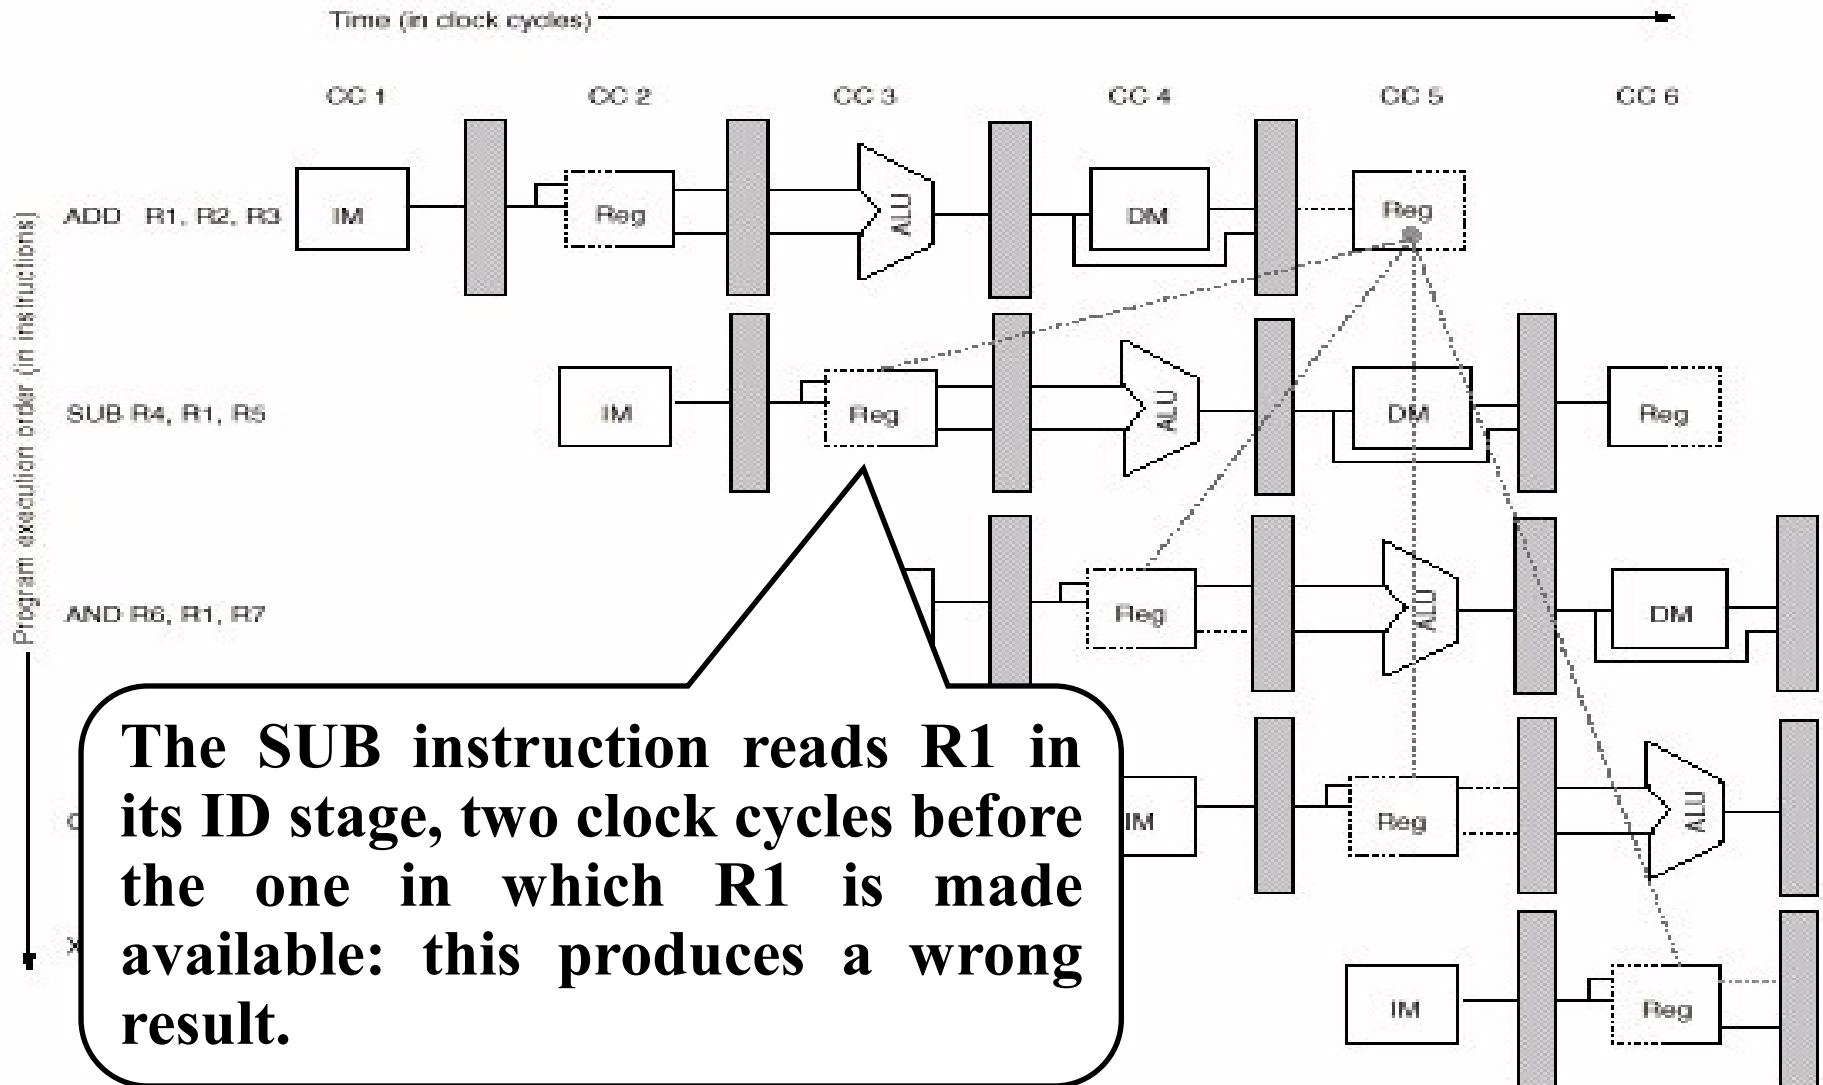 Time (in clock cycles)
CC 1 CC 2 CC 3 CC 4 CC 5 CC 6
Program execution order (in instructions)
ADD R1, R2, R3 IM Reg ALU DM Reg
SUB R4, R1, R5 IM Reg ALU DM Reg
AND R6, R1, R7 Reg ALU DM
IM Reg ALU
IM Reg
The SUB instruction reads R1 in
its ID stage, two clock cycles before
the one in which R1 is made
available: this produces a wrong
result.